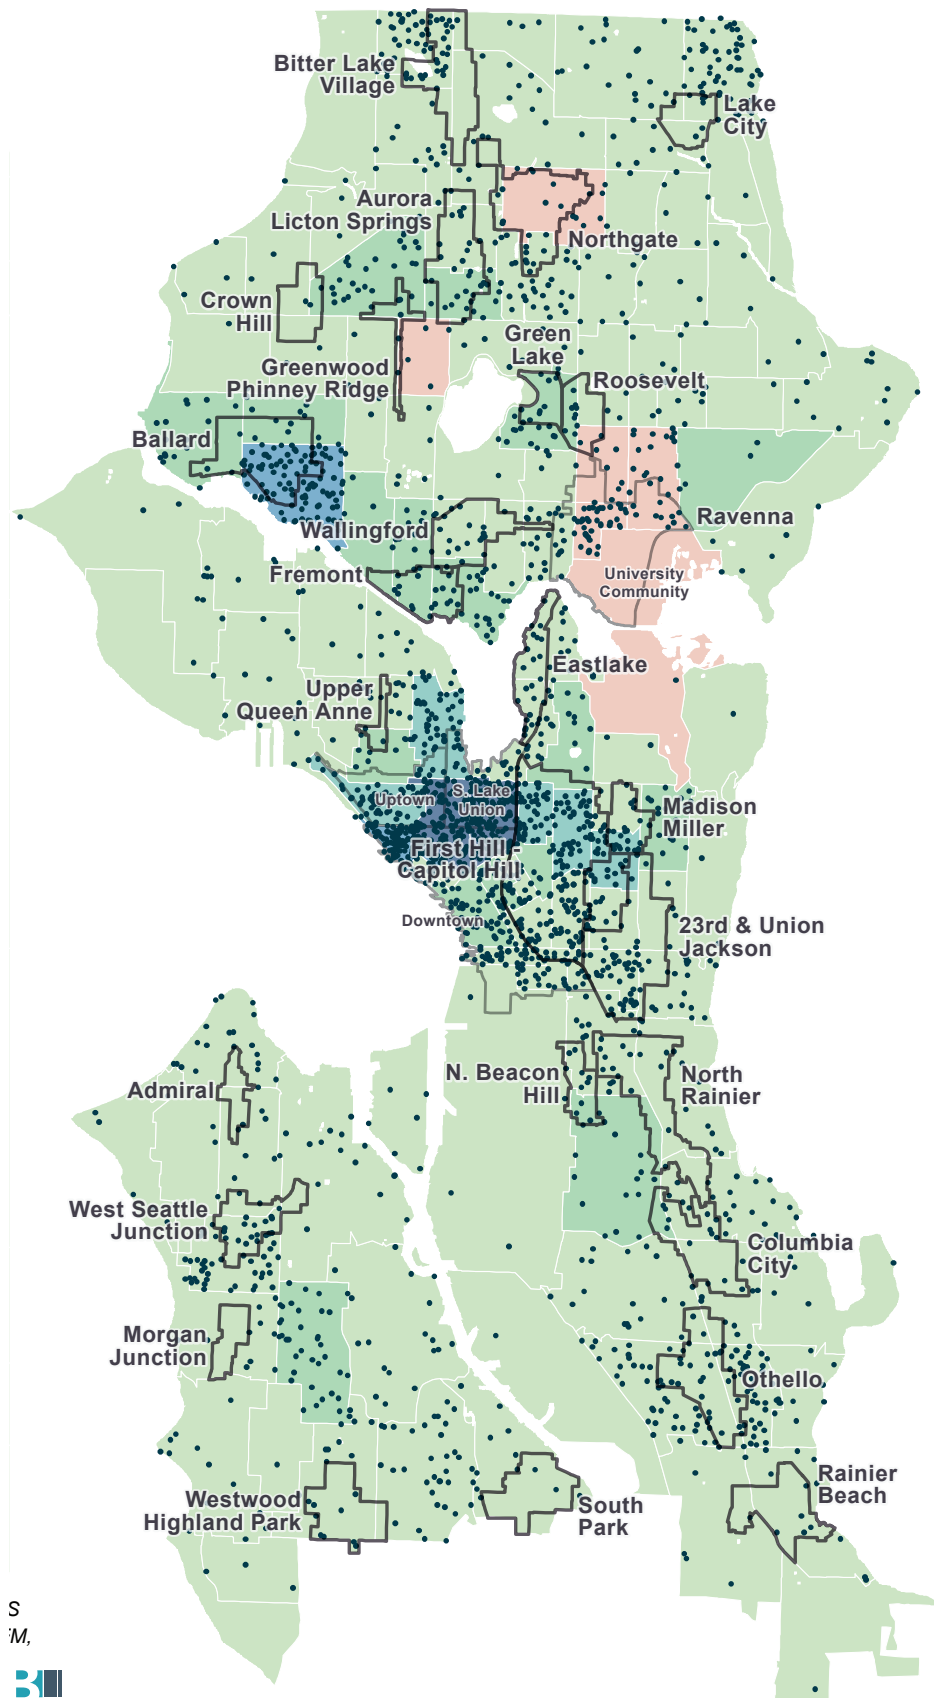 Bitter Lake
Village
Lake
City
Aurora
Licton Springs
Northgate
Crown
Hill
Green
Lake
Greenwood
Phinney Ridge
Roosevelt
Ballard
Ravenna
Wallingford
Fremont
University
Community
Eastlake
Upper
Queen Anne
Uptown
S. Lake
Union
Madison
Miller
First Hill -
Capitol Hill
Downtown
23rd & Union
Jackson
Admiral
N. Beacon
Hill
North
Rainier
West Seattle
Junction
Columbia
City
Morgan
Junction
Othello
Rainier
Beach
Westwood
Highland Park
South
Park
S
M,
B